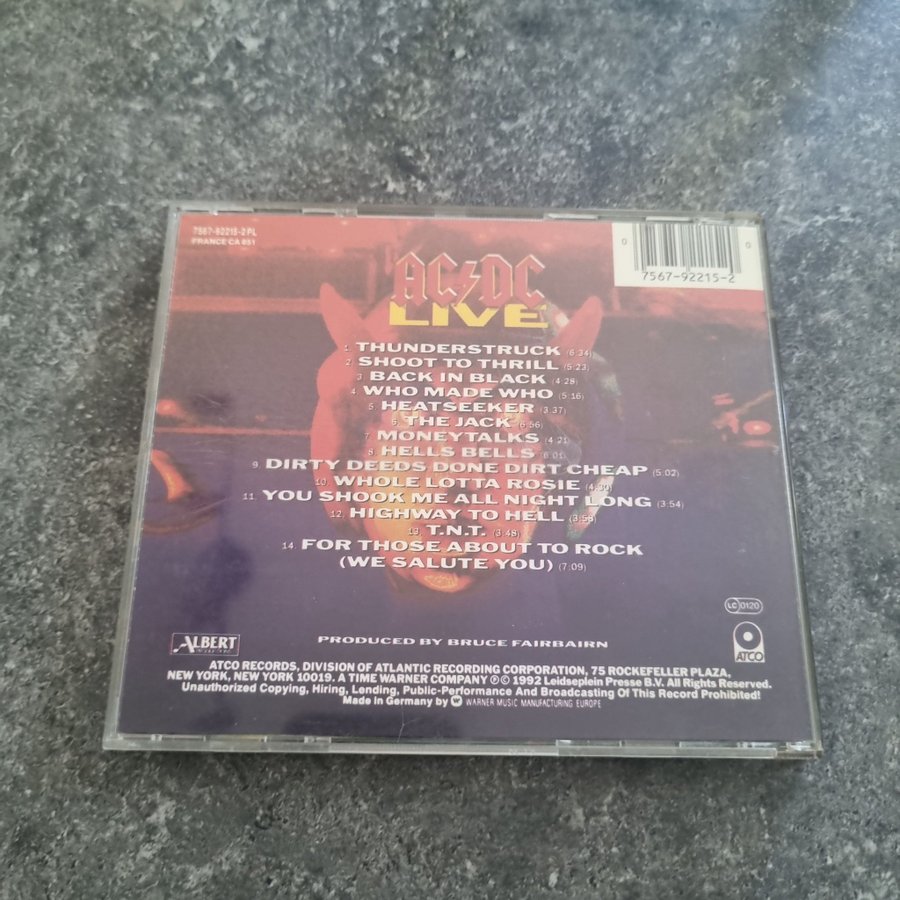 7567-92215-2 PL
FRANCE CA 851
0 0
7567-92215-2
AC/DC
LIVE
1. THUNDERSTRUCK (6:34)
2. SHOOT TO THRILL (5:23)
3. BACK IN BLACK (4:28)
4. WHO MADE WHO (5:16)
5. HEATSEEKER (3:37)
6. THE JACK (6:56)
7. MONEYTALKS (4:21)
8. HELLS BELLS (6:01)
9. DIRTY DEEDS DONE DIRT CHEAP (5:02)
10. WHOLE LOTTA ROSIE (4:30)
11. YOU SHOOK ME ALL NIGHT LONG (3:54)
12. HIGHWAY TO HELL (3:58)
13. T.N.T. (3:48)
14. FOR THOSE ABOUT TO ROCK
(WE SALUTE YOU) (7:09)
LC 0120
ALBERT
PRODUCED BY BRUCE FAIRBAIRN
ATCO
ATCO RECORDS, DIVISION OF ATLANTIC RECORDING CORPORATION, 75 ROCKEFELLER PLAZA,
NEW YORK, NEW YORK 10019. A TIME WARNER COMPANY ℗© 1992 Leidseplein Presse B.V. All Rights Reserved.
Unauthorized Copying, Hiring, Lending, Public-Performance And Broadcasting Of This Record Prohibited!
Made in Germany by WARNER MUSIC MANUFACTURING EUROPE